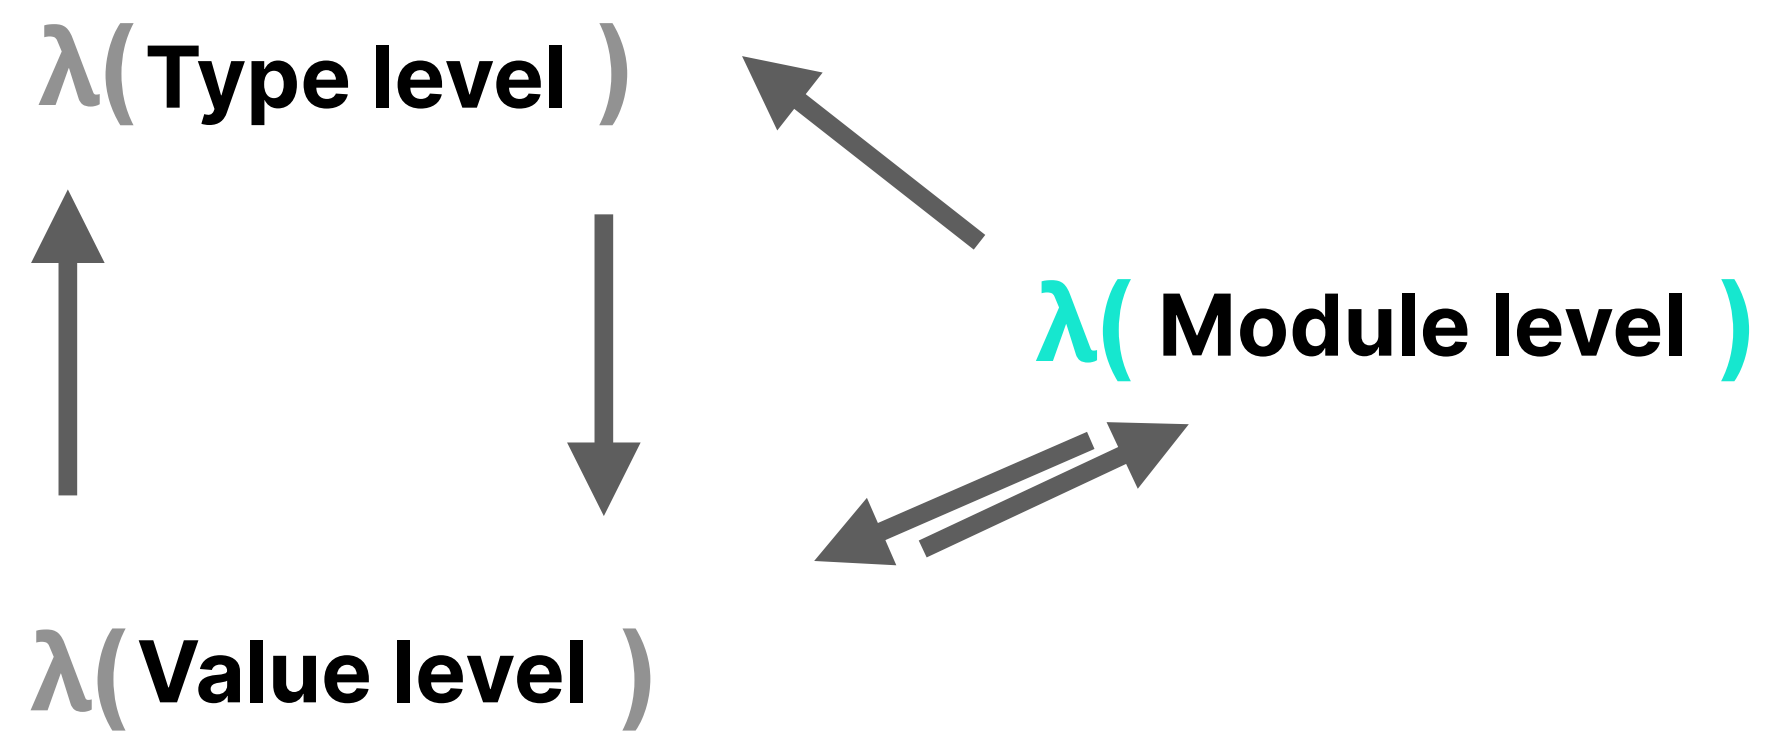 λ( Type level )
λ( Module level )
λ( Value level )